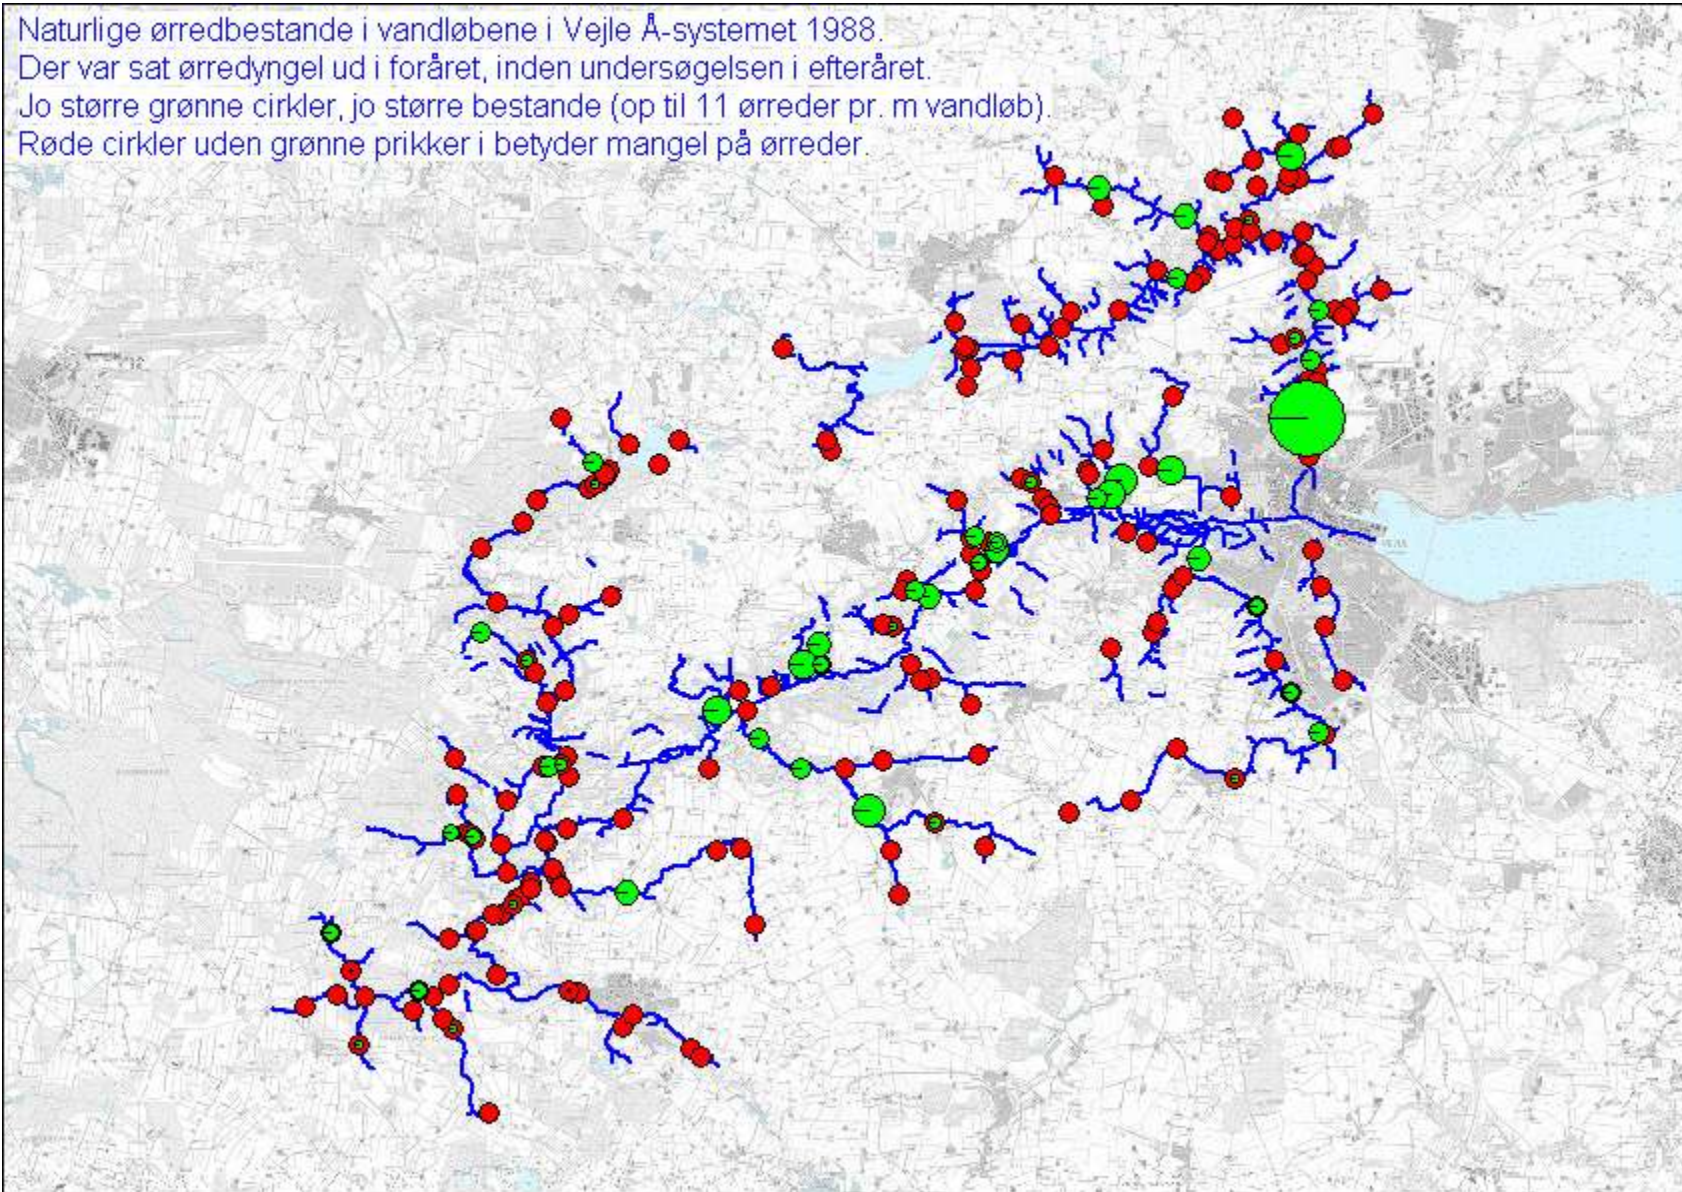 Naturlige ørredbestande i vandløbene i Vejle Å-systemet 1988.
Der var sat ørredyngel ud i foråret, inden undersøgelsen i efteråret.
Jo større grønne cirkler, jo større bestande (op til 11 ørreder pr. m vandløb).
Røde cirkler uden grønne prikker i betyder mangel på ørreder.